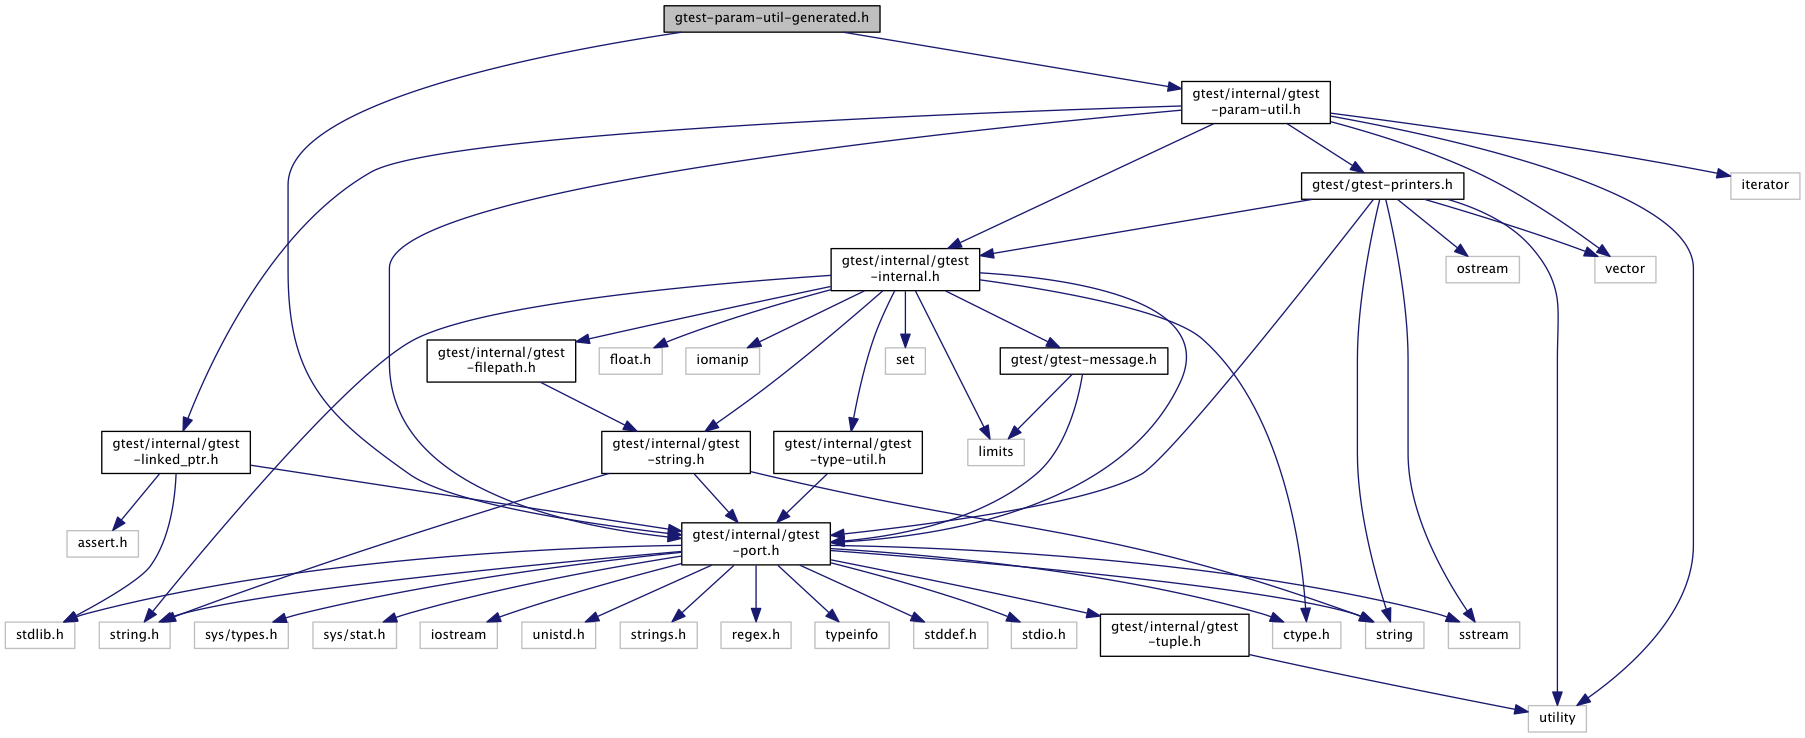 gtest-param-util-generated.h
gtest/internal/gtest
-param-util.h
gtest/gtest-printers.h
iterator
gtest/internal/gtest
-internal.h
ostream
vector
gtest/internal/gtest
-filepath.h
float.h
iomanip
set
gtest/gtest-message.h
gtest/internal/gtest
-linked_ptr.h
gtest/internal/gtest
-string.h
gtest/internal/gtest
-type-util.h
limits
assert.h
gtest/internal/gtest
-port.h
stdlib.h
string.h
sys/types.h
sys/stat.h
iostream
unistd.h
strings.h
regex.h
typeinfo
stddef.h
stdio.h
gtest/internal/gtest
-tuple.h
ctype.h
string
sstream
utility